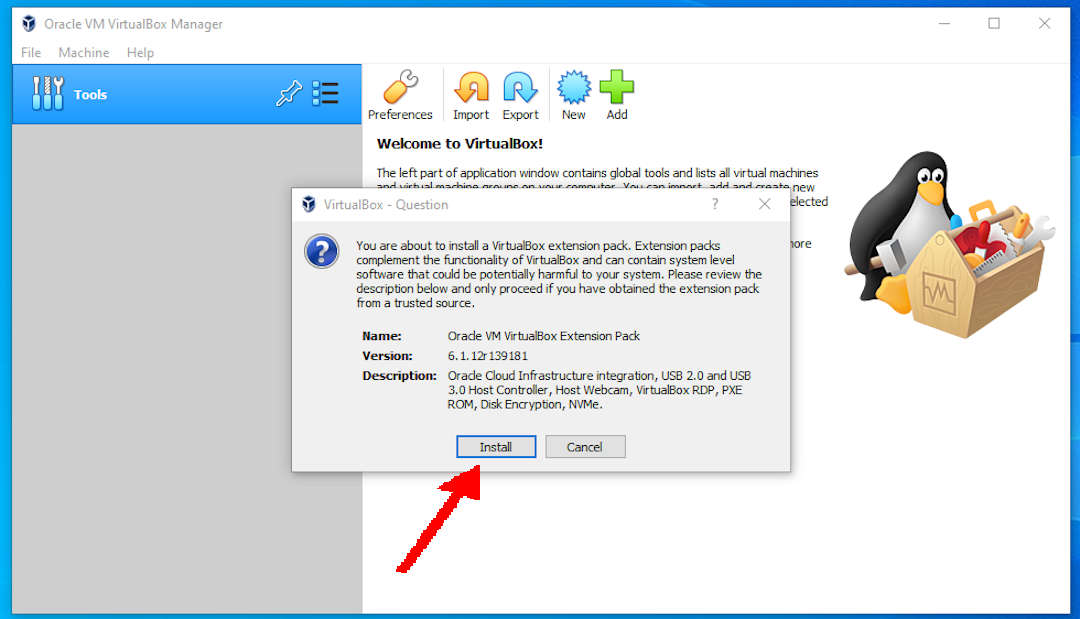 Oracle VM VirtualBox Manager
File Machine Help
Tools
Preferences Import Export New Add
Welcome to VirtualBox!
The left part of application window contains global tools and lists all virtual machines
and virtual machine groups on your computer. You can import, add and create new
elected
ore
VirtualBox - Question
?
?
You are about to install a VirtualBox extension pack. Extension packs
complement the functionality of VirtualBox and can contain system level
software that could be potentially harmful to your system. Please review the
description below and only proceed if you have obtained the extension pack
from a trusted source.
Name: Oracle VM VirtualBox Extension Pack
Version: 6.1.12r139181
Description: Oracle Cloud Infrastructure integration, USB 2.0 and USB
3.0 Host Controller, Host Webcam, VirtualBox RDP, PXE
ROM, Disk Encryption, NVMe.
Install Cancel